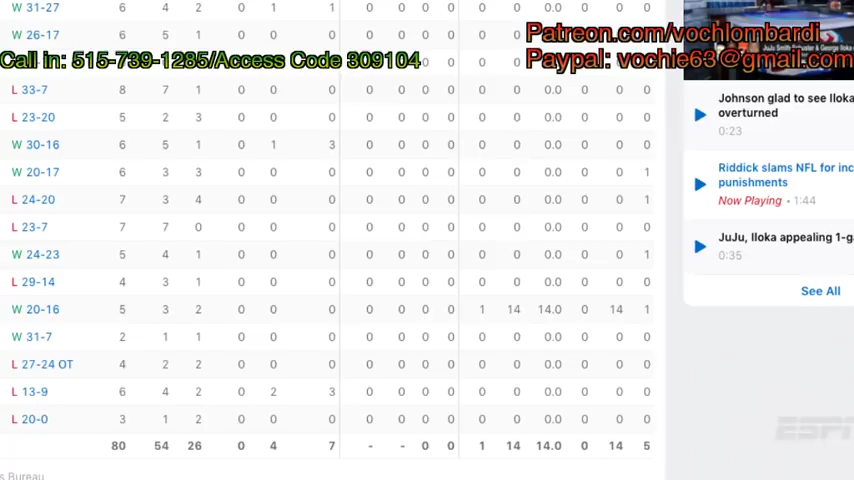 W 31-27 6 4 2 0 1 1 0 0 0 0 0 0 0.0 0 0 0
W 26-17 6 5 1 0 0 0
Patreon.com/vochlombardi
Call in: 515-739-1285/Access Code 309104
Paypal: vochie63@gmail.com
L 33-7 8 7 1 0 0 0 0 0 0 0 0 0 0.0 0 0 0
L 23-20 5 2 3 0 0 0 0 0 0 0 0 0 0.0 0 0 0
W 30-16 6 5 1 0 1 3 0 0 0 0 0 0 0.0 0 0 0
W 20-17 6 3 3 0 0 0 0 0 0 0 0 0 0.0 0 0 1
L 24-20 7 3 4 0 0 0 0 0 0 0 0 0 0.0 0 0 1
L 23-7 7 7 0 0 0 0 0 0 0 0 0 0 0.0 0 0 0
W 24-23 5 4 1 0 0 0 0 0 0 0 0 0 0.0 0 0 1
L 29-14 4 3 1 0 0 0 0 0 0 0 0 0 0.0 0 0 0
W 20-16 5 3 2 0 0 0 0 0 0 0 1 14 14.0 0 14 1
W 31-7 2 1 1 0 0 0 0 0 0 0 0 0 0.0 0 0 0
L 27-24 OT 4 2 2 0 0 0 0 0 0 0 0 0 0.0 0 0 0
L 13-9 6 4 2 0 2 3 0 0 0 0 0 0 0.0 0 0 0
L 20-0 3 1 2 0 0 0 0 0 0 0 0 0 0.0 0 0 0
80 54 26 0 4 7 - - 0 0 1 14 14.0 0 14 5
s Bureau
Johnson glad to see Iloka
overturned
0:23
Riddick slams NFL for inc
punishments
Now Playing • 1:44
JuJu, Iloka appealing 1-ga
0:35
See All
ESPN